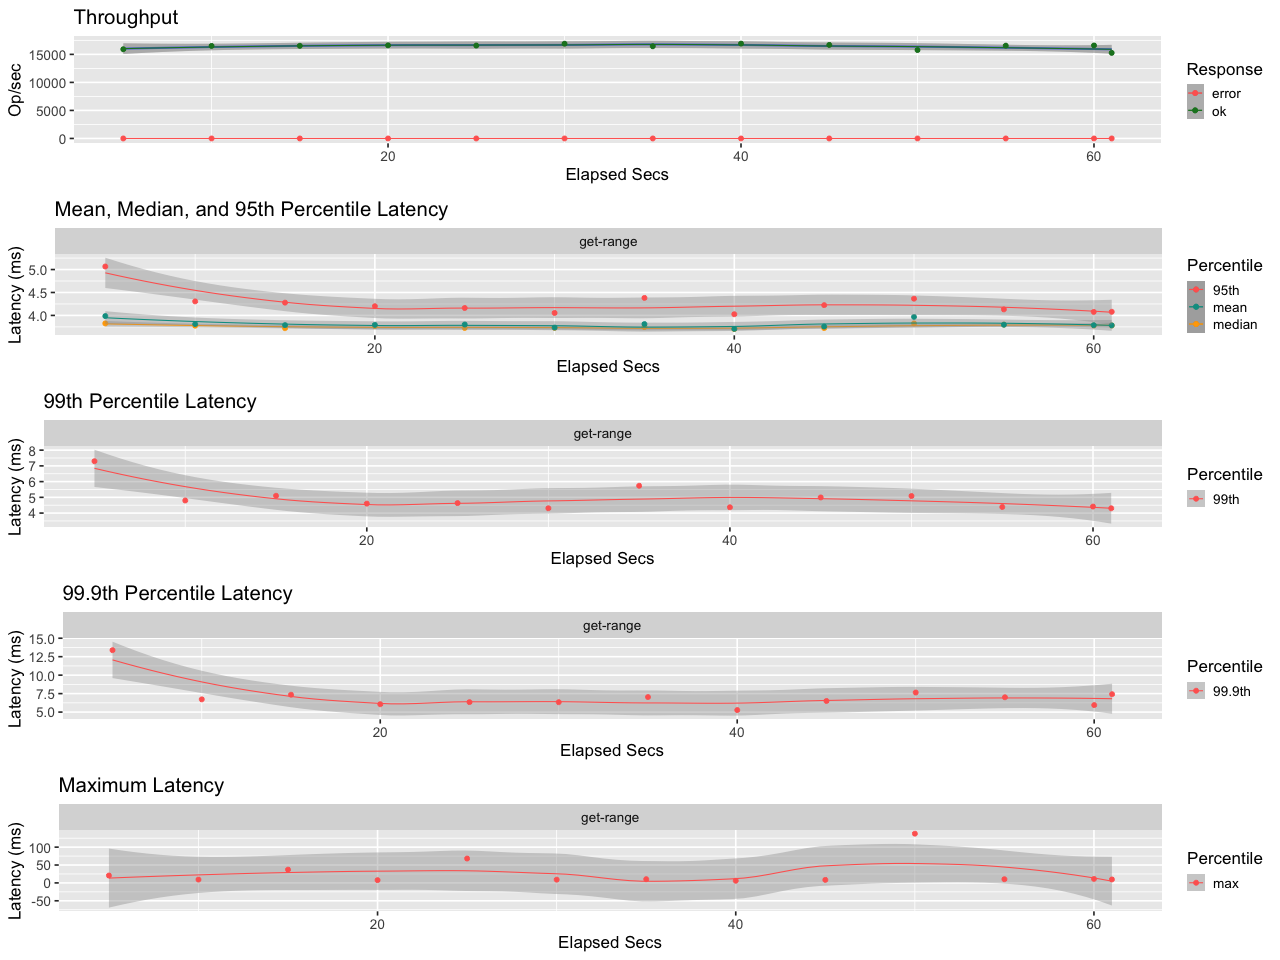 Throughput
Op/sec
15000
10000
5000
0
20 40 60
Elapsed Secs
Response
error
ok
Mean, Median, and 95th Percentile Latency
get-range
Latency (ms)
5.0
4.5
4.0
20 40 60
Elapsed Secs
Percentile
95th
mean
median
99th Percentile Latency
get-range
Latency (ms)
8
7
6
5
4
20 40 60
Elapsed Secs
Percentile
99th
99.9th Percentile Latency
get-range
Latency (ms)
15.0
12.5
10.0
7.5
5.0
20 40 60
Elapsed Secs
Percentile
99.9th
Maximum Latency
get-range
Latency (ms)
100
50
0
-50
20 40 60
Elapsed Secs
Percentile
max